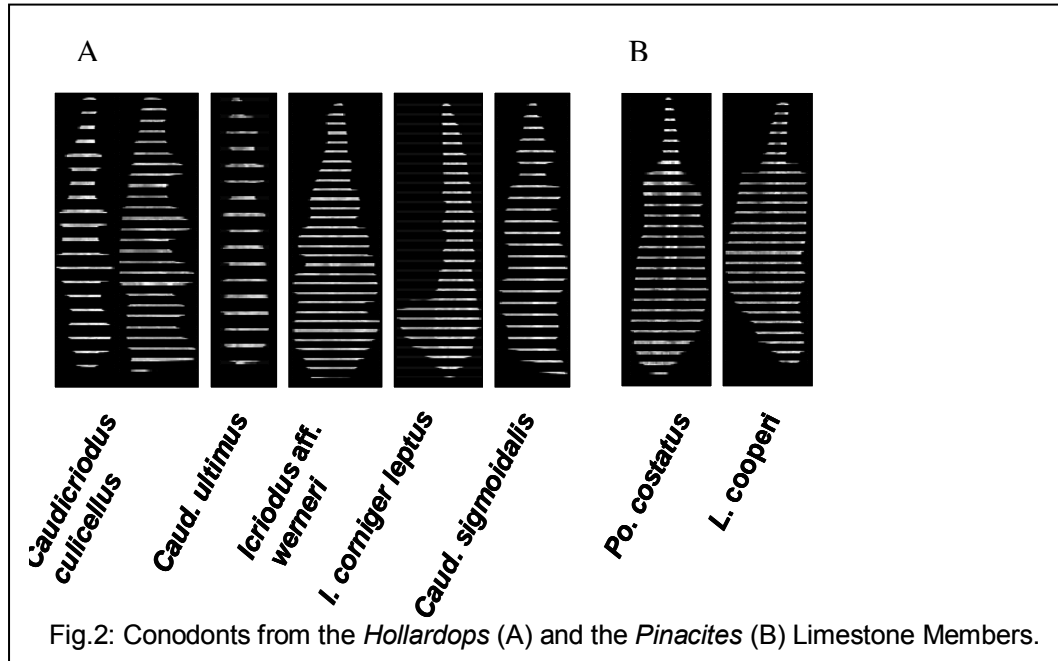 A
B
Caudicriodus
culicellus
Caud. ultimus
Icriodus aff.
werneri
I. corniger leptus
Caud. sigmoidalis
Po. costatus
L. cooperi
Fig.2: Conodonts from the Hollardops (A) and the Pinacites (B) Limestone Members.